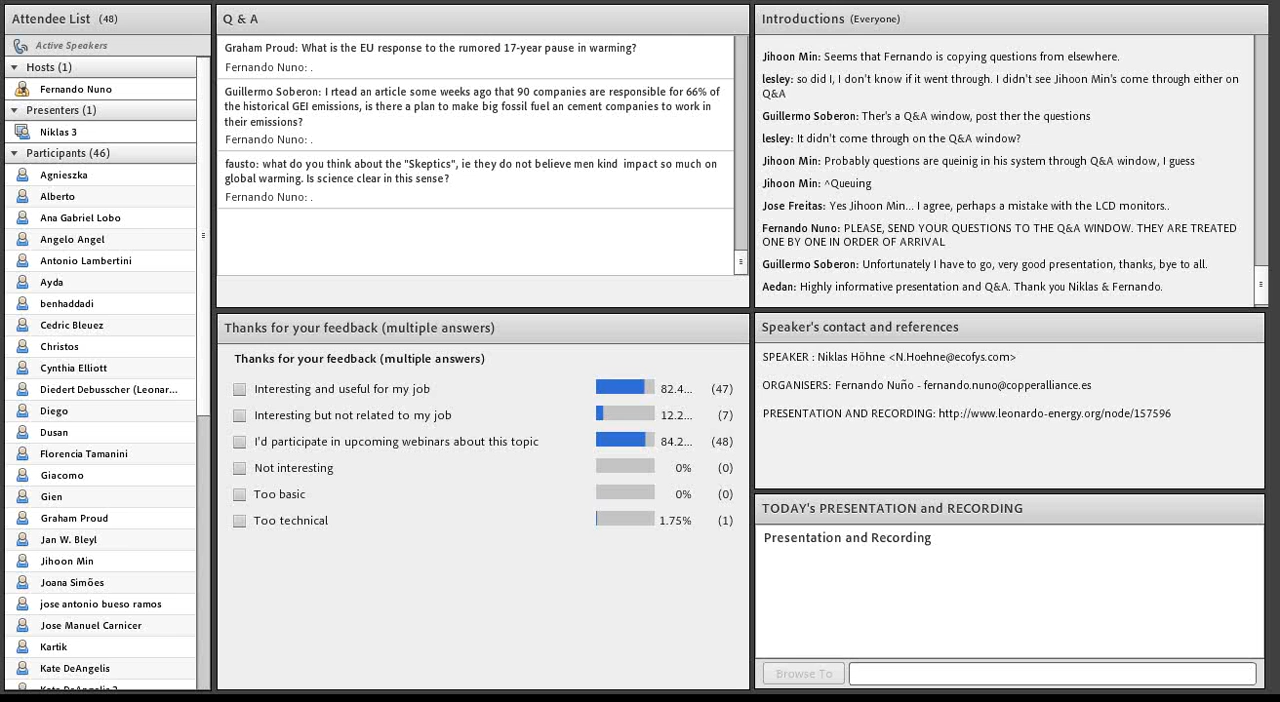 Attendee List (48)
Active Speakers
Hosts (1)
Fernando Nuno
Presenters (1)
Niklas 3
Participants (46)
Agnieszka
Alberto
Ana Gabriel Lobo
Angelo Angel
Antonio Lambertini
Ayda
benhaddadi
Cedric Bleuez
Christos
Cynthia Elliott
Diedert Debusscher (Leonar...
Diego
Dusan
Florencia Tamanini
Giacomo
Gien
Graham Proud
Jan W. Bleyl
Jihoon Min
Joana Simões
jose antonio bueso ramos
Jose Manuel Carnicer
Kartik
Kate DeAngelis
Kate DeAngelis 2
Q & A
Graham Proud: What is the EU response to the rumored 17-year pause in warming?
Fernando Nuno: .
Guillermo Soberon: I rtead an article some weeks ago that 90 companies are responsible for 66% of
the historical GEI emissions, is there a plan to make big fossil fuel an cement companies to work in
their emissions?
Fernando Nuno: .
fausto: what do you think about the "Skeptics", ie they do not believe men kind impact so much on
global warming. Is science clear in this sense?
Fernando Nuno: .
Thanks for your feedback (multiple answers)
Thanks for your feedback (multiple answers)
Interesting and useful for my job 82.4... (47)
Interesting but not related to my job 12.2... (7)
I'd participate in upcoming webinars about this topic 84.2... (48)
Not interesting 0% (0)
Too basic 0% (0)
Too technical 1.75% (1)
Introductions (Everyone)
Jihoon Min: Seems that Fernando is copying questions from elsewhere.
lesley: so did I, I don't know if it went through. I didn't see Jihoon Min's come through either on
Q&A
Guillermo Soberon: Ther's a Q&A window, post ther the questions
lesley: It didn't come through on the Q&A window?
Jihoon Min: Probably questions are queinig in his system through Q&A window, I guess
Jihoon Min: ^Queuing
Jose Freitas: Yes Jihoon Min... I agree, perhaps a mistake with the LCD monitors..
Fernando Nuno: PLEASE, SEND YOUR QUESTIONS TO THE Q&A WINDOW. THEY ARE TREATED
ONE BY ONE IN ORDER OF ARRIVAL
Guillermo Soberon: Unfortunately I have to go, very good presentation, thanks, bye to all.
Aedan: Highly informative presentation and Q&A. Thank you Niklas & Fernando.
Speaker's contact and references
SPEAKER : Niklas Höhne <N.Hoehne@ecofys.com>
ORGANISERS: Fernando Nuño - fernando.nuno@copperalliance.es
PRESENTATION AND RECORDING: http://www.leonardo-energy.org/node/157596
TODAY's PRESENTATION and RECORDING
Presentation and Recording
Browse To